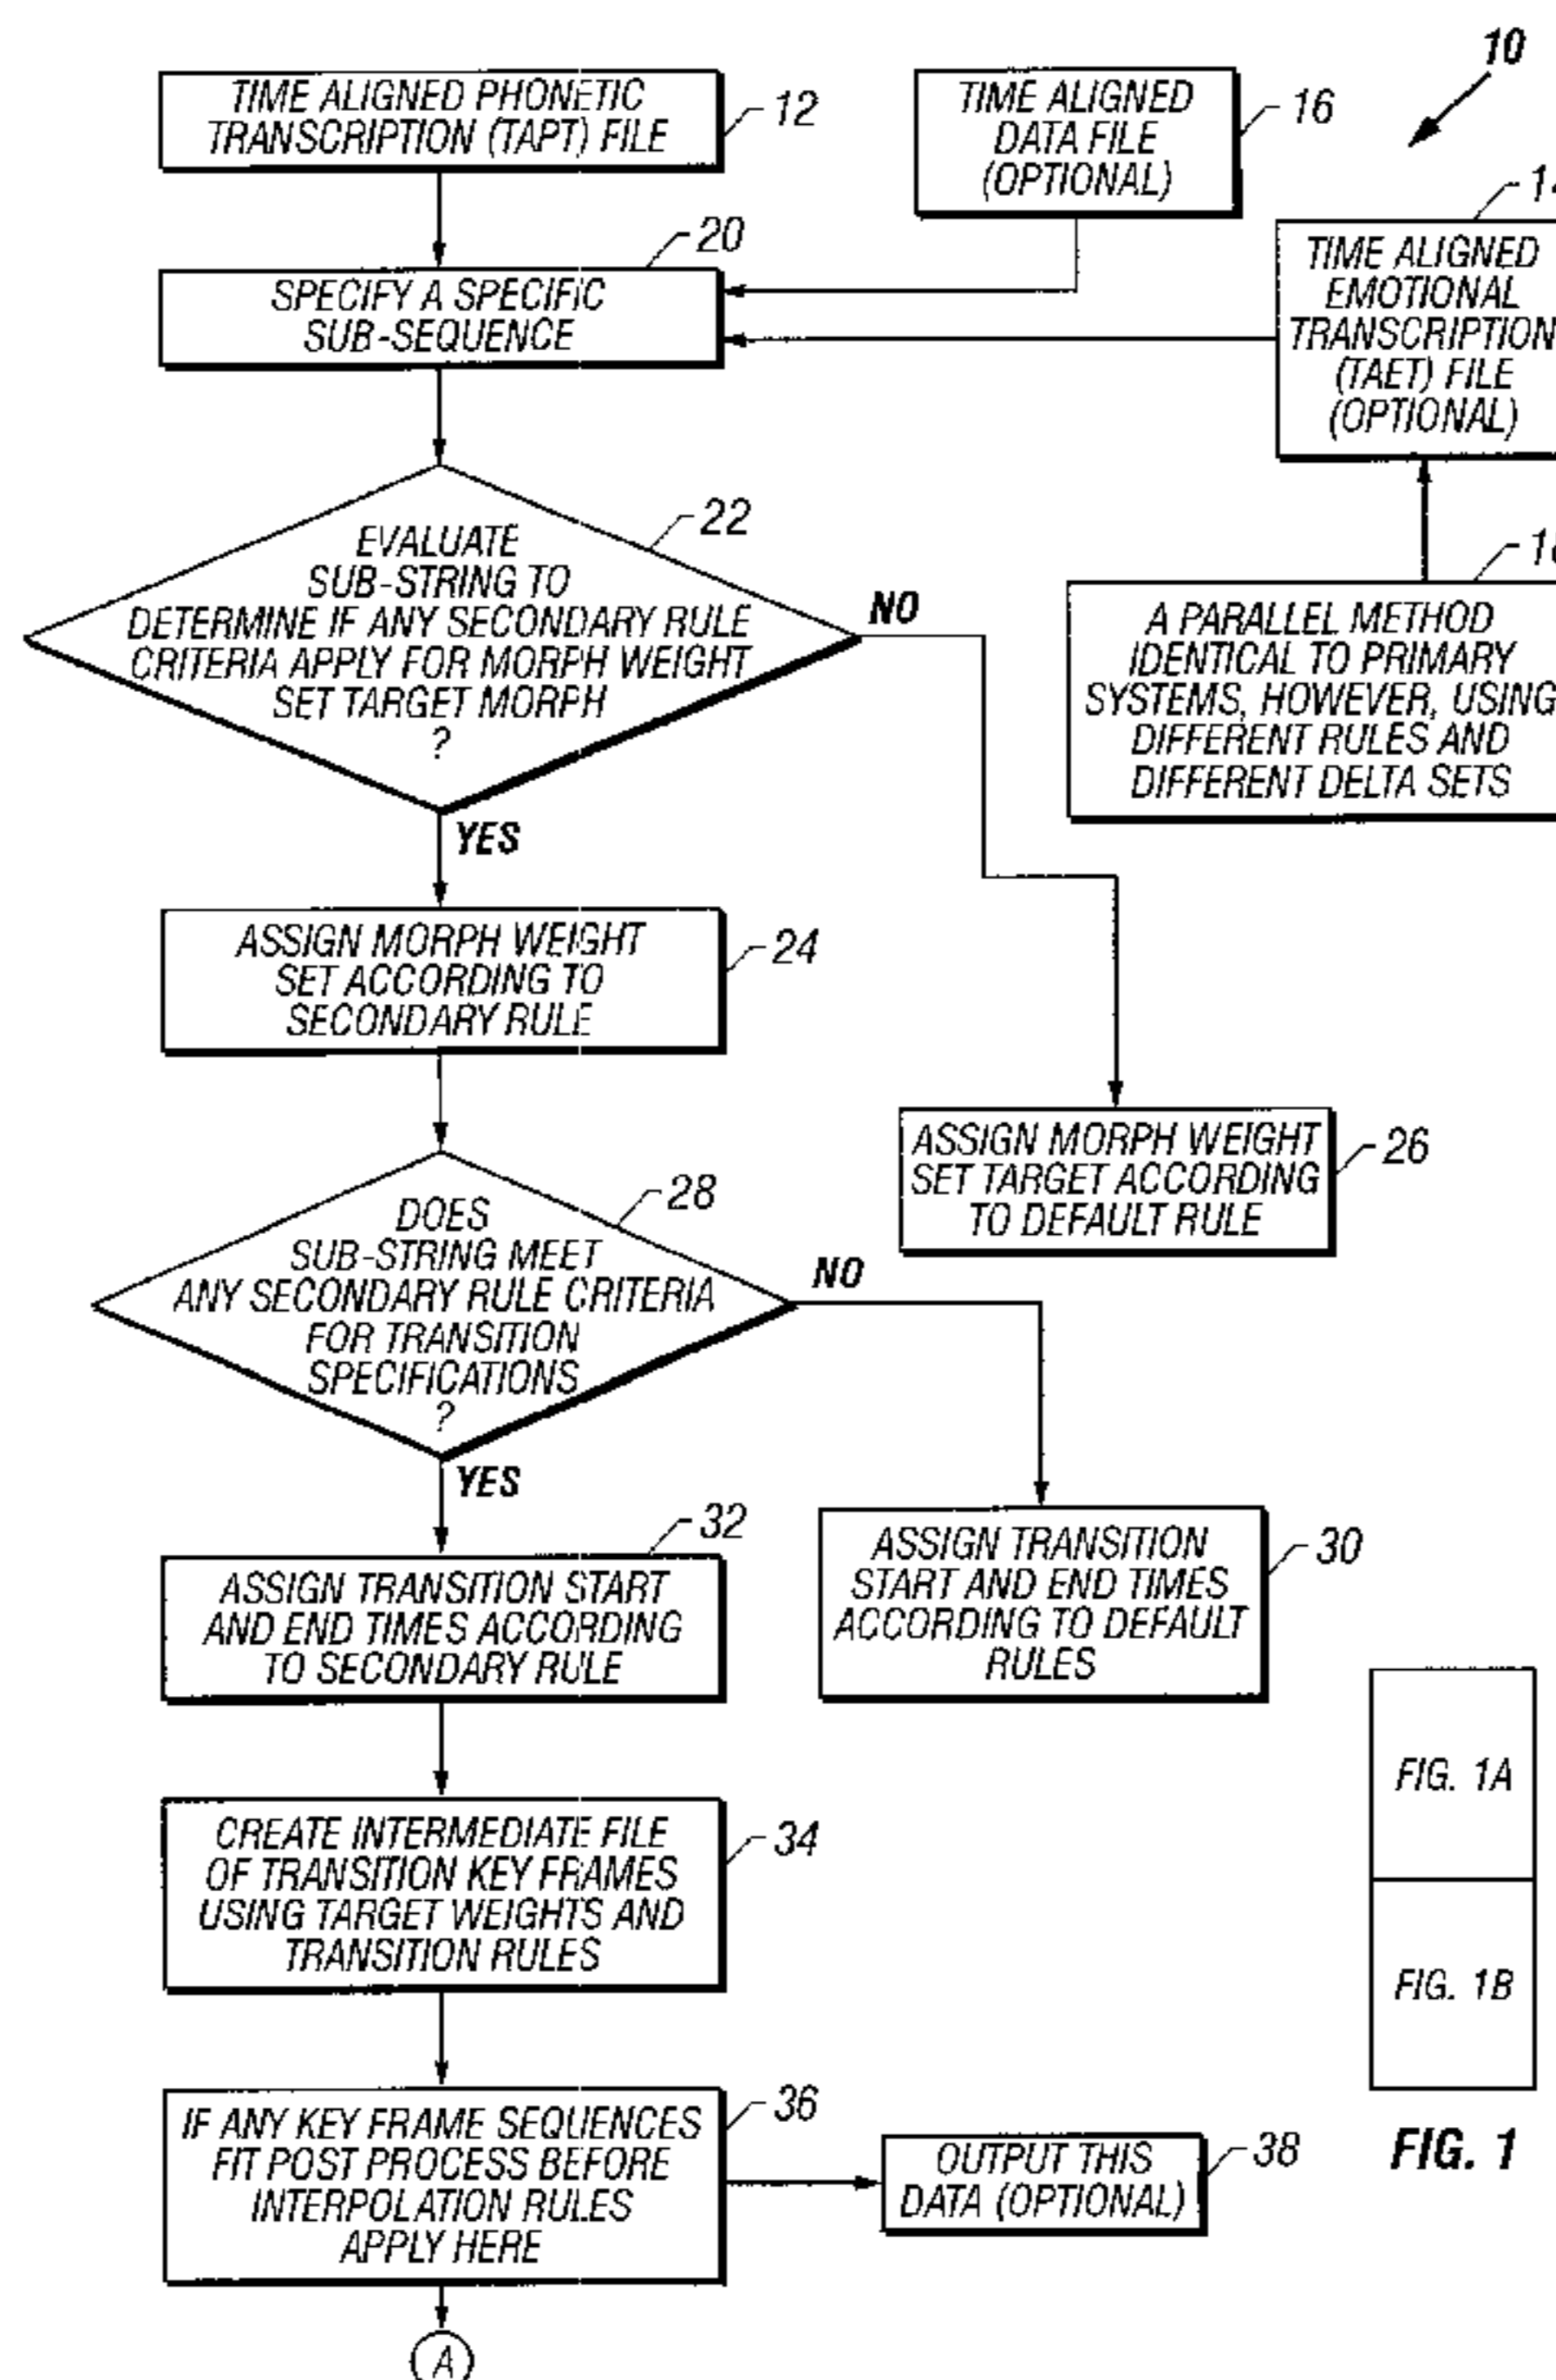 10
TIME ALIGNED PHONETIC
TRANSCRIPTION (TAPT) FILE
12
TIME ALIGNED
DATA FILE
(OPTIONAL)
16
TIME ALIGNED
EMOTIONAL
TRANSCRIPTION
(TAET) FILE
(OPTIONAL)
SPECIFY A SPECIFIC
SUB-SEQUENCE
20
EVALUATE
SUB-STRING TO
DETERMINE IF ANY SECONDARY RULE
CRITERIA APPLY FOR MORPH WEIGHT
SET TARGET MORPH
?
22
NO
YES
A PARALLEL METHOD
IDENTICAL TO PRIMARY
SYSTEMS, HOWEVER, USING
DIFFERENT RULES AND
DIFFERENT DELTA SETS
ASSIGN MORPH WEIGHT
SET ACCORDING TO
SECONDARY RULE
24
ASSIGN MORPH WEIGHT
SET TARGET ACCORDING
TO DEFAULT RULE
26
DOES
SUB-STRING MEET
ANY SECONDARY RULE CRITERIA
FOR TRANSITION
SPECIFICATIONS
?
28
NO
YES
ASSIGN TRANSITION START
AND END TIMES ACCORDING
TO SECONDARY RULE
32
ASSIGN TRANSITION
START AND END TIMES
ACCORDING TO DEFAULT
RULES
30
CREATE INTERMEDIATE FILE
OF TRANSITION KEY FRAMES
USING TARGET WEIGHTS AND
TRANSITION RULES
34
IF ANY KEY FRAME SEQUENCES
FIT POST PROCESS BEFORE
INTERPOLATION RULES
APPLY HERE
36
OUTPUT THIS
DATA (OPTIONAL)
38
A
FIG. 1A
FIG. 1B
FIG. 1